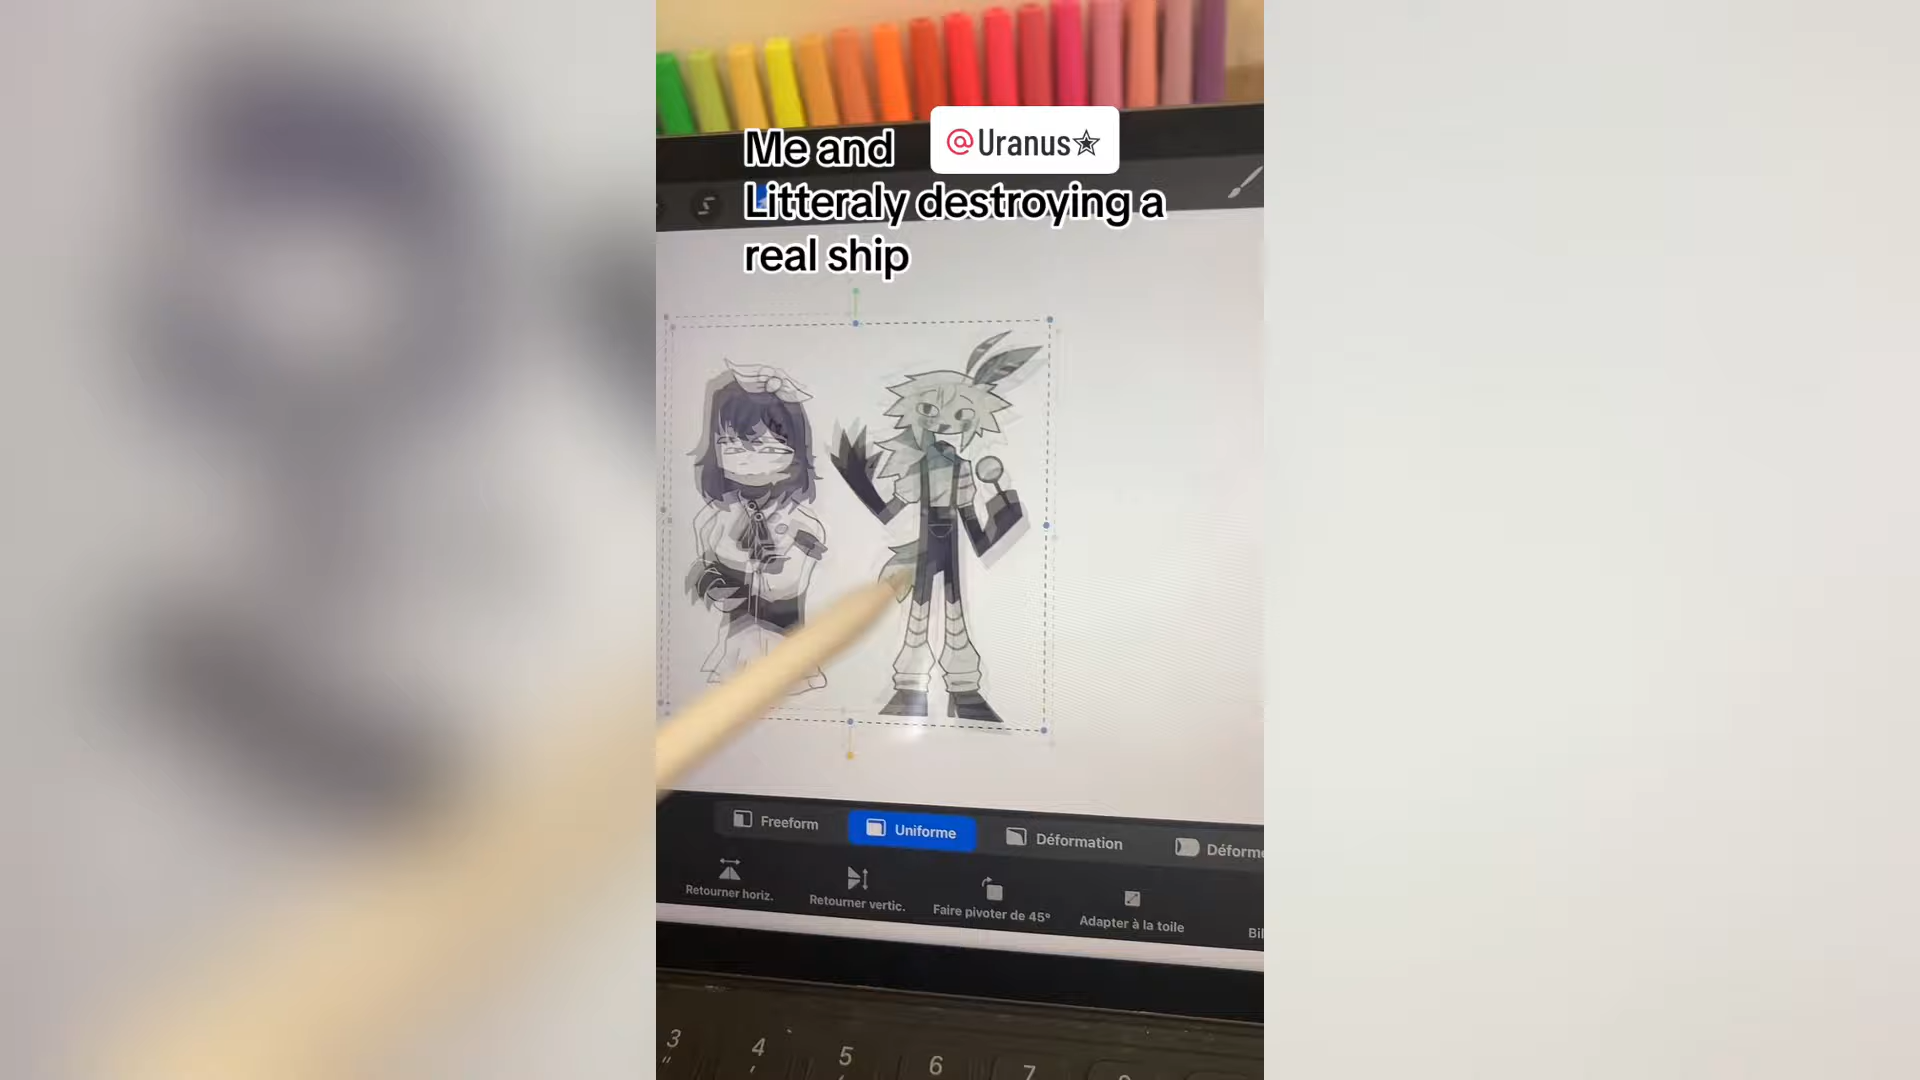 Me and @Uranus
Litteraly destroying a
real ship
Freeform Uniforme Déformation
Retourner horiz. Retourner vertic. Faire pivoter de 45° Adapter à la toile
3 4 5 6 7